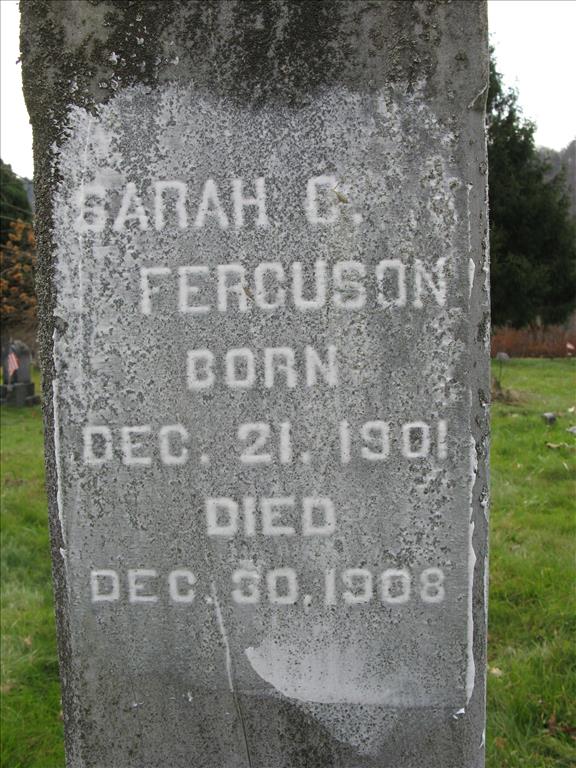 SARAH C.
FERGUSON
BORN
DEC. 21. 1901
DIED
DEC. 30. 1908